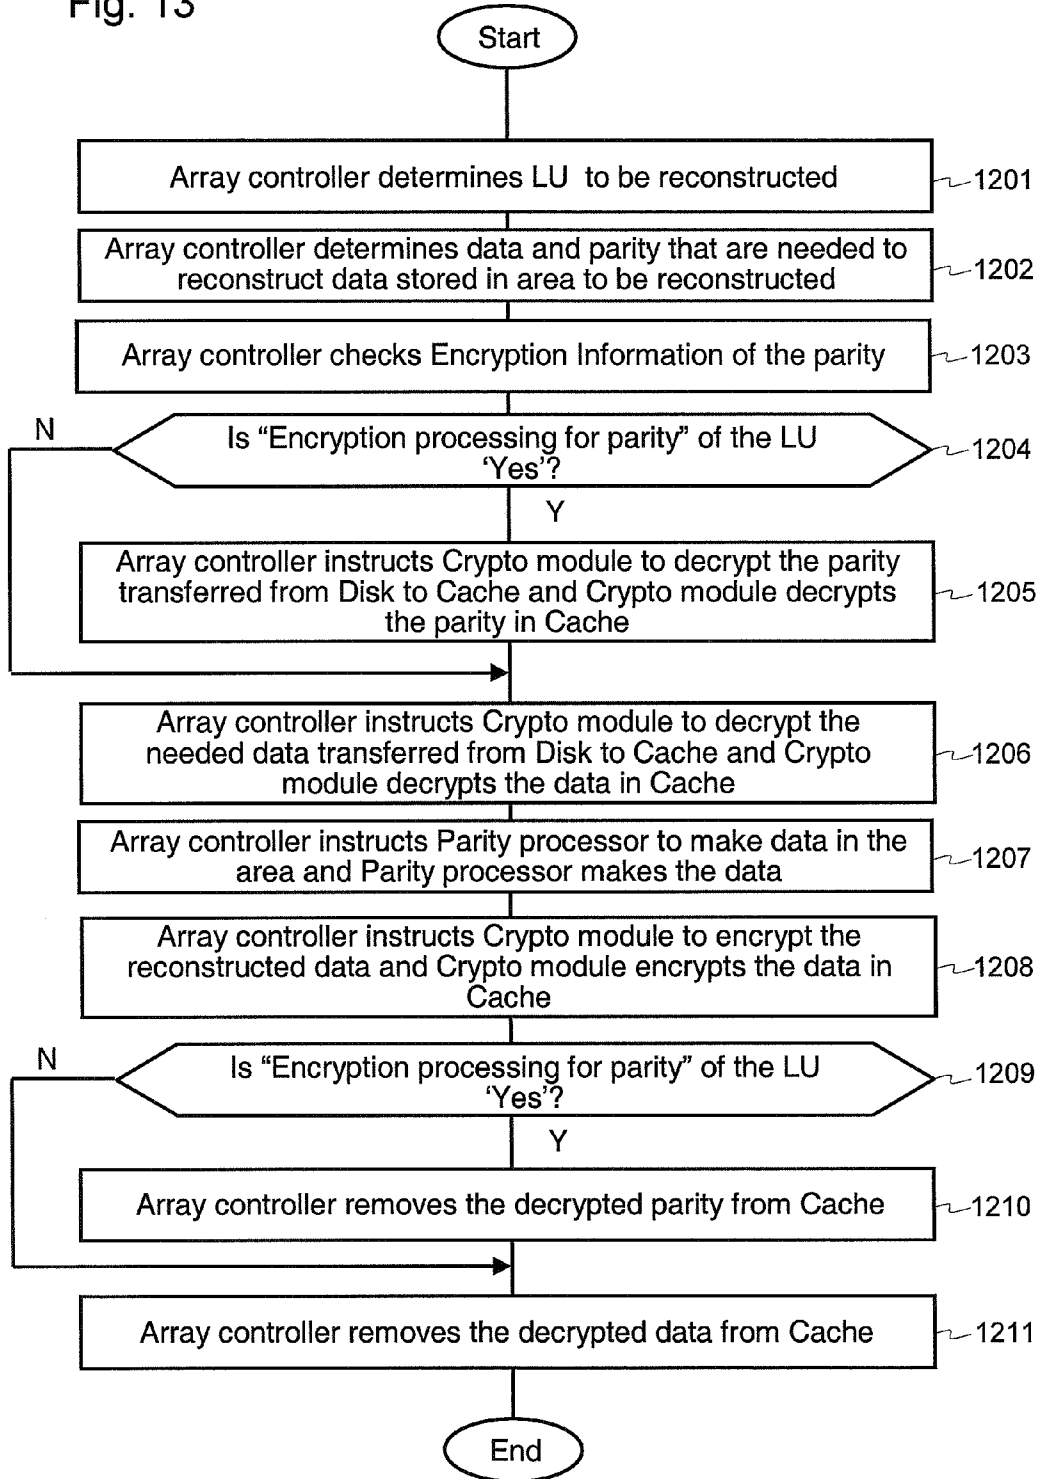 Fig. 13
Start
Array controller determines LU to be reconstructed
1201
Array controller determines data and parity that are needed to
reconstruct data stored in area to be reconstructed
1202
Array controller checks Encryption Information of the parity
1203
N
Is “Encryption processing for parity” of the LU
‘Yes’?
1204
Y
Array controller instructs Crypto module to decrypt the parity
transferred from Disk to Cache and Crypto module decrypts
the parity in Cache
1205
Array controller instructs Crypto module to decrypt the
needed data transferred from Disk to Cache and Crypto
module decrypts the data in Cache
1206
Array controller instructs Parity processor to make data in the
area and Parity processor makes the data
1207
Array controller instructs Crypto module to encrypt the
reconstructed data and Crypto module encrypts the data in
Cache
1208
N
Is “Encryption processing for parity” of the LU
‘Yes’?
1209
Y
Array controller removes the decrypted parity from Cache
1210
Array controller removes the decrypted data from Cache
1211
End